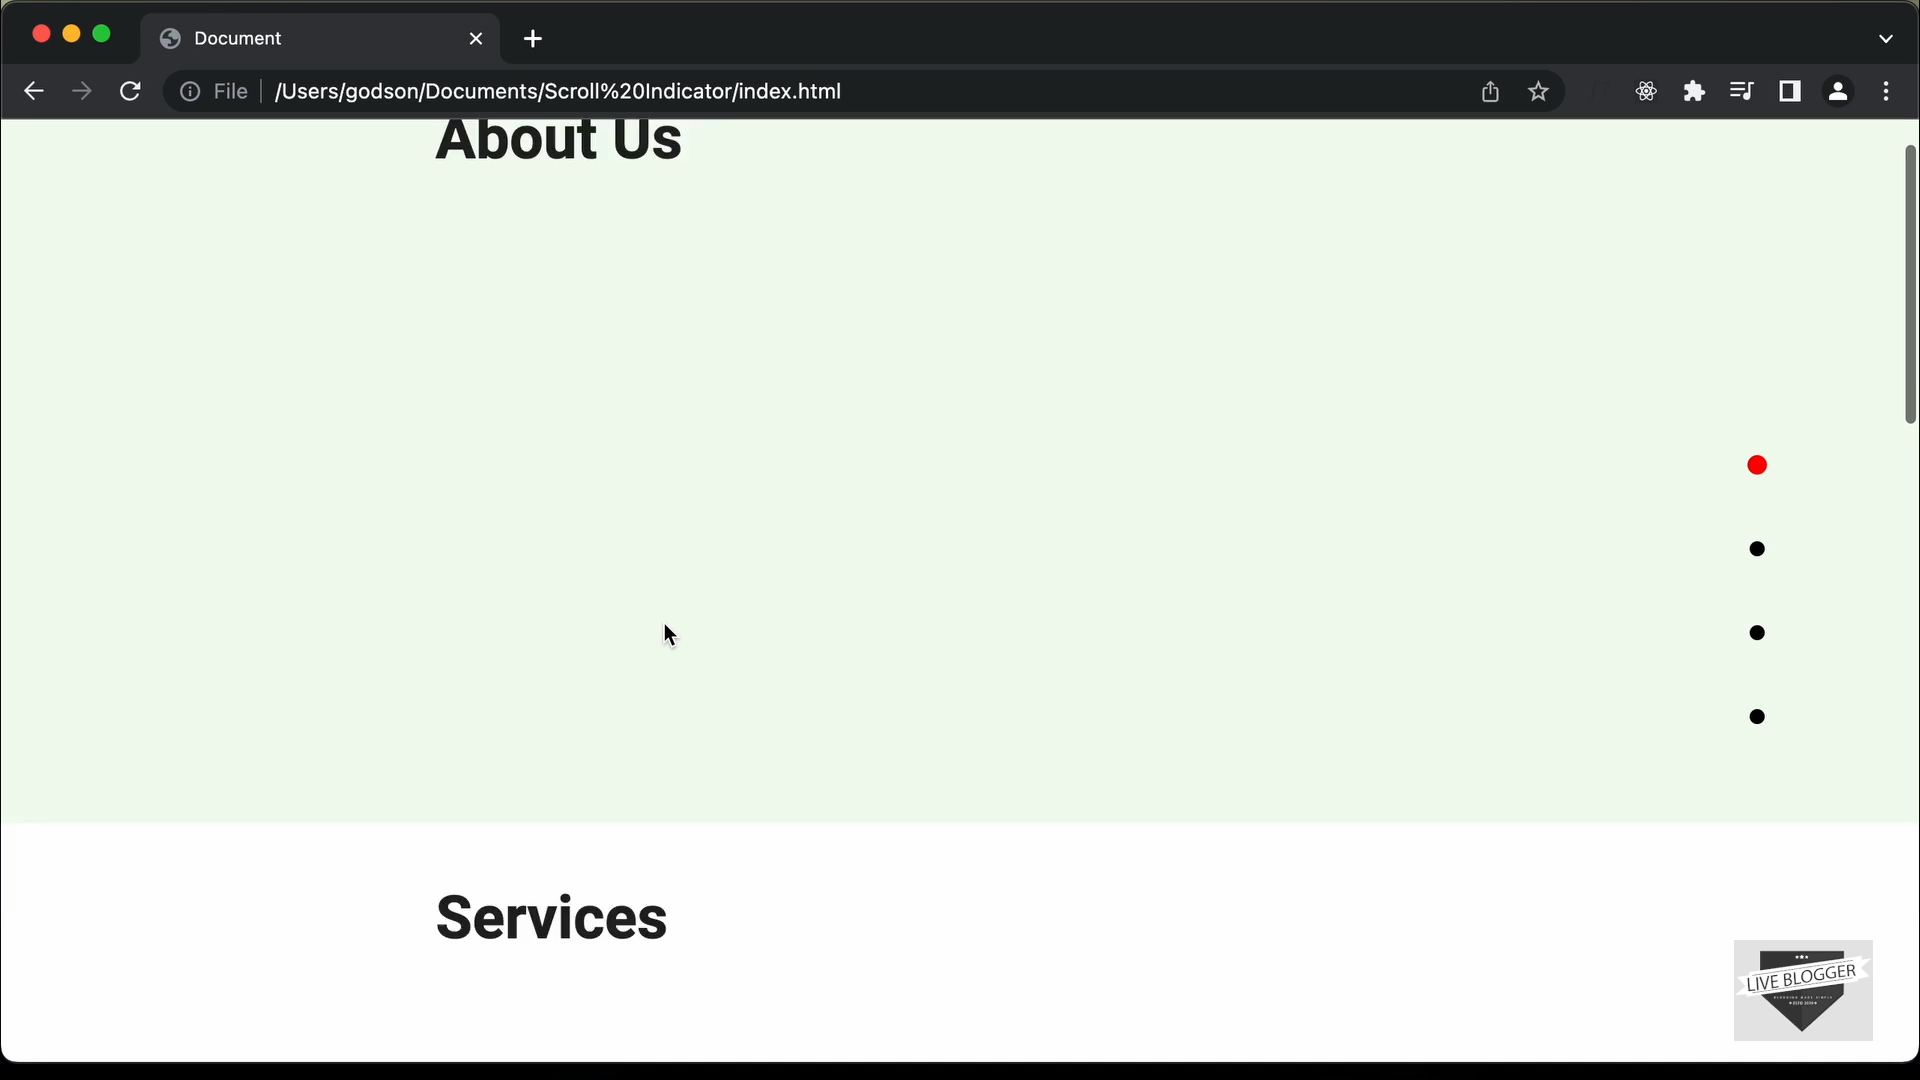 Document
File
/Users/godson/Documents/Scroll%20Indicator/index.html
About Us
Services
LIVE BLOGGER